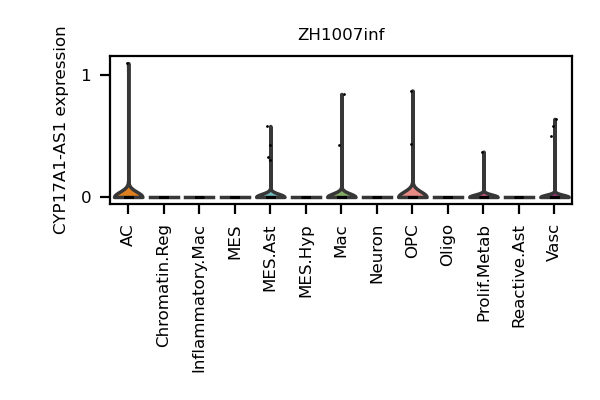 ZH1007inf
CYP17A1-AS1 expression
1
0
AC
Chromatin.Reg
Inflammatory.Mac
MES
MES.Ast
MES.Hyp
Mac
Neuron
OPC
Oligo
Prolif.Metab
Reactive.Ast
Vasc